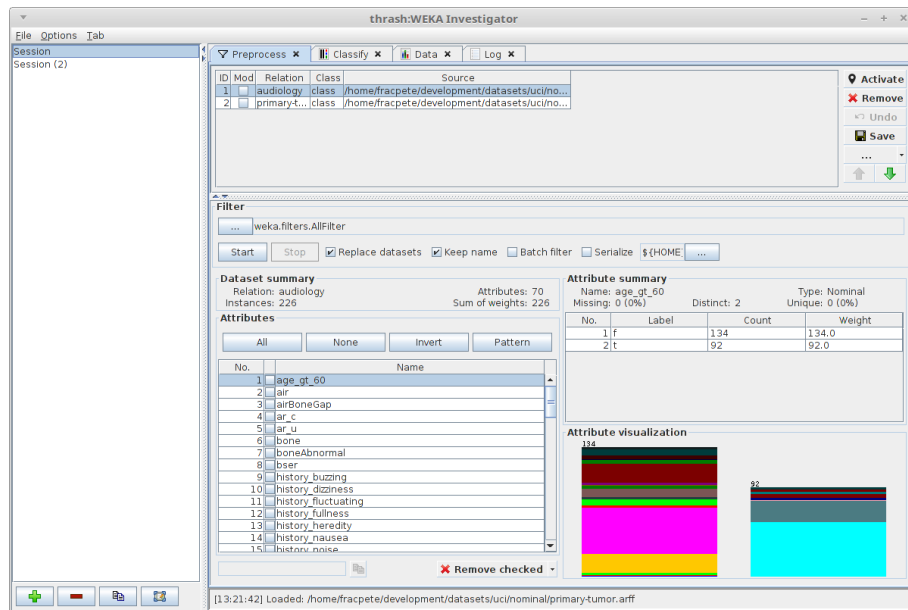 thrash:WEKA Investigator
File Options Tab
Session
Session (2)
Preprocess Classify Data Log
ID Mod Relation Class Source
1 audiology class /home/fracpete/development/datasets/uci/no...
2 primary-t... class /home/fracpete/development/datasets/uci/no...
Activate
Remove
Undo
Save
...
Filter
... weka.filters.AllFilter
Start Stop Replace datasets Keep name Batch filter Serialize ${HOME} ...
Dataset summary
Relation: audiology Attributes: 70
Instances: 226 Sum of weights: 226
Attributes
All None Invert Pattern
No. Name
1 age_gt_60
2 air
3 airBoneGap
4 ar_c
5 ar_u
6 bone
7 boneAbnormal
8 bser
9 history_buzzing
10 history_dizziness
11 history_fluctuating
12 history_fullness
13 history_heredity
14 history_nausea
15 history_noise
Remove checked
Attribute summary
Name: age_gt_60 Type: Nominal
Missing: 0 (0%) Distinct: 2 Unique: 0 (0%)
No. Label Count Weight
1 f 134 134.0
2 t 92 92.0
Attribute visualization
134
92
[13:21:42] Loaded: /home/fracpete/development/datasets/uci/nominal/primary-tumor.arff